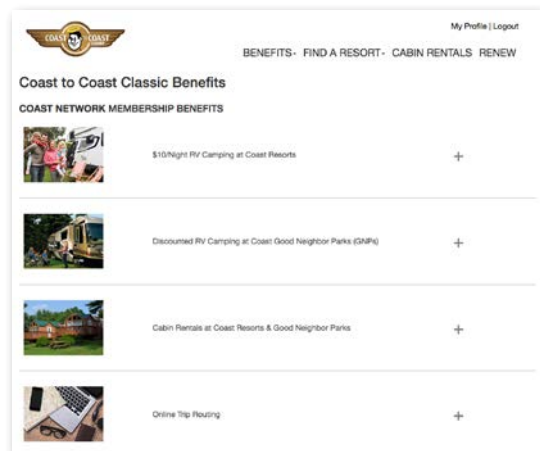 My Profile | Logout
COAST TO COAST
BENEFITS- FIND A RESORT- CABIN RENTALS RENEW
Coast to Coast Classic Benefits
COAST NETWORK MEMBERSHIP BENEFITS
$10/Night RV Camping at Coast Resorts +
Discounted RV Camping at Coast Good Neighbor Parks (GNPs) +
Cabin Rentals at Coast Resorts & Good Neighbor Parks +
Online Trip Routing +